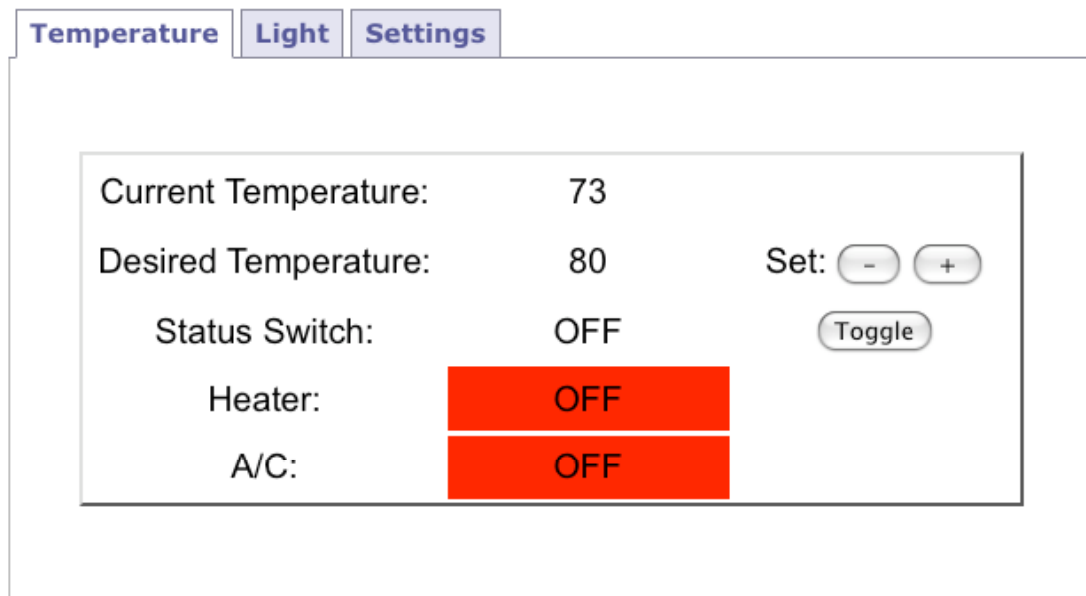 Temperature Light Settings
Current Temperature: 73
Desired Temperature: 80 Set: - +
Status Switch: OFF Toggle
Heater: OFF
A/C: OFF